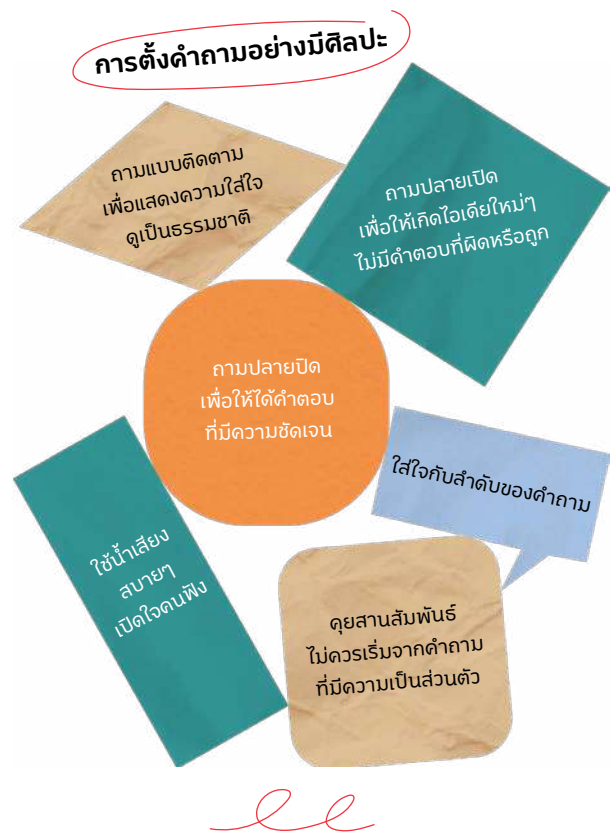 การตั้งคำถามอย่างมีศิลปะ
ถามแบบติดตาม
เพื่อแสดงความใส่ใจ
ดูเป็นธรรมชาติ
ถามปลายเปิด
เพื่อให้เกิดไอเดียใหม่ๆ
ไม่มีคำตอบที่ผิดหรือถูก
ถามปลายปิด
เพื่อให้ได้คำตอบ
ที่มีความชัดเจน
ใส่ใจกับลำดับของคำถาม
ใช้น้ำเสียง
สบายๆ
เปิดใจคนฟัง
คุยสานสัมพันธ์
ไม่ควรเริ่มจากคำถาม
ที่มีความเป็นส่วนตัว